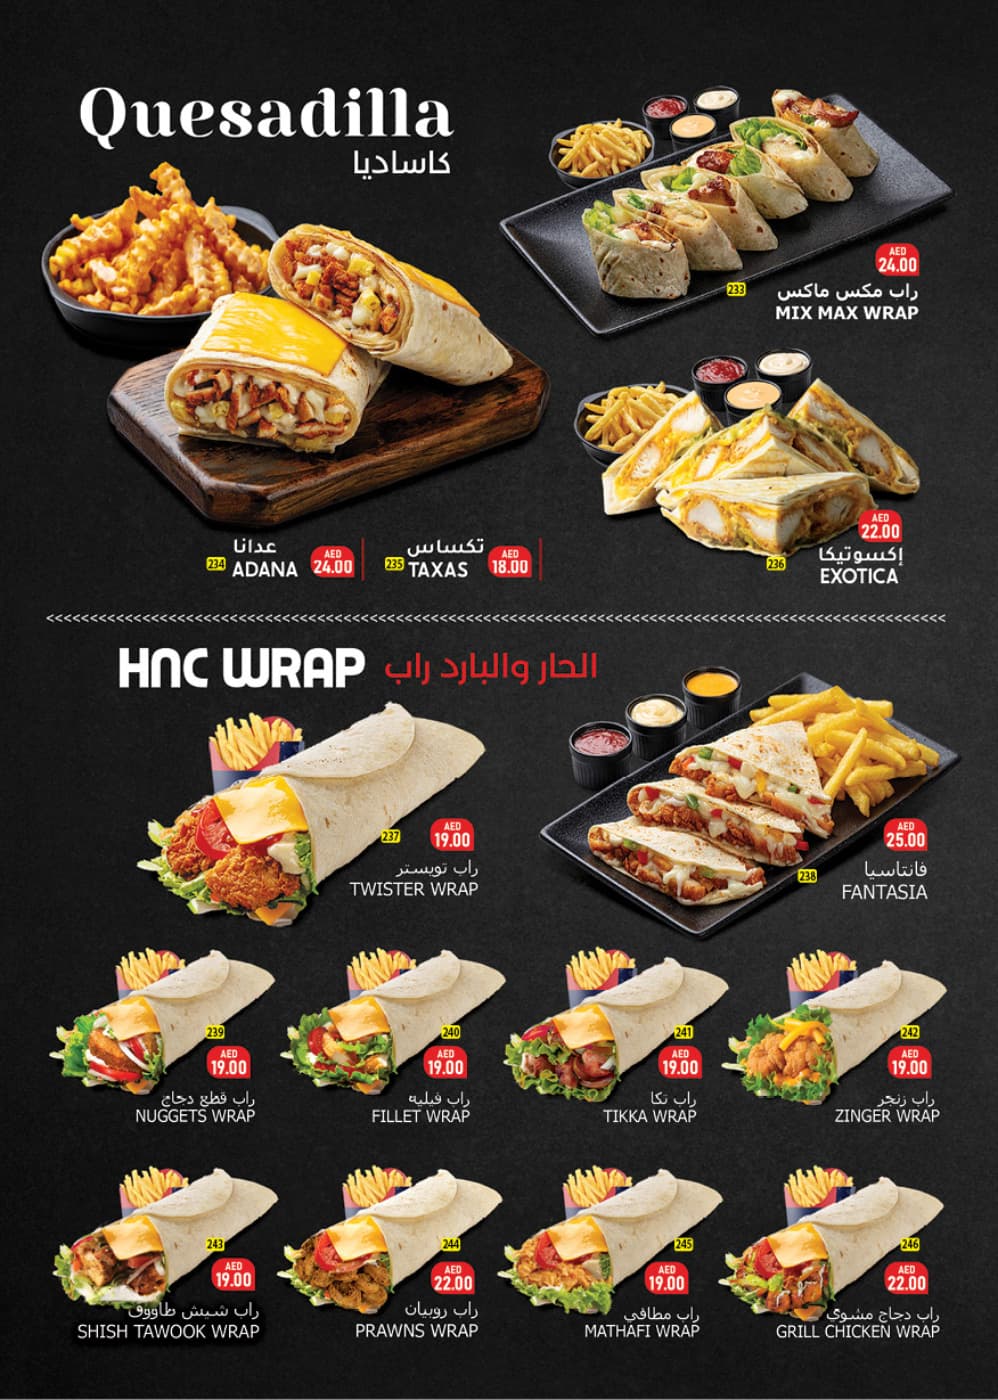 Quesadilla
كاساديا
AED
24.00
233
راب مكس ماكس
MIX MAX WRAP
234
عدانا
ADANA
AED
24.00
235
تكساس
TAXAS
AED
18.00
AED
22.00
236
إكسوتيكا
EXOTICA
<<<<<<<<<<<<<<<<<<<<<<<<<<<<<<<<<<<<<<<<<<<<<<<<<<<<<<<<<<<<<<<<<<<<<<<<<<<<<<<<<<<<<<<<<<<<<<<<<<<<<<<<<<<<<<<<
HNC WRAP الحار والبارد راب
237
AED
19.00
راب تويستر
TWISTER WRAP
AED
25.00
238
فانتاسيا
FANTASIA
239
AED
19.00
راب قطع دجاج
NUGGETS WRAP
240
AED
19.00
راب فيليه
FILLET WRAP
241
AED
19.00
راب تكا
TIKKA WRAP
242
AED
19.00
راب زنجر
ZINGER WRAP
243
AED
19.00
راب شيش طاووق
SHISH TAWOOK WRAP
244
AED
22.00
راب روبيان
PRAWNS WRAP
245
AED
19.00
راب مطافي
MATHAFI WRAP
246
AED
22.00
راب دجاج مشوي
GRILL CHICKEN WRAP